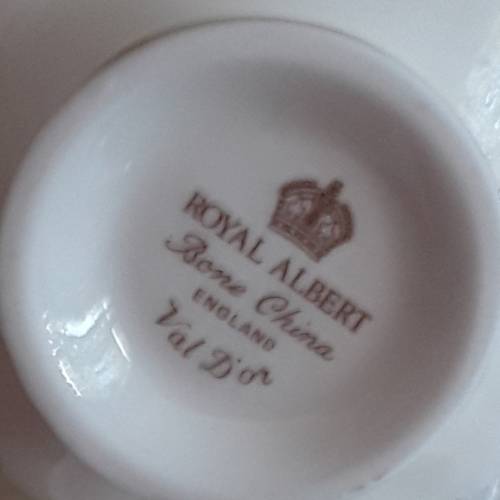 ROYAL ALBERT
Bone China
ENGLAND
Val D'or